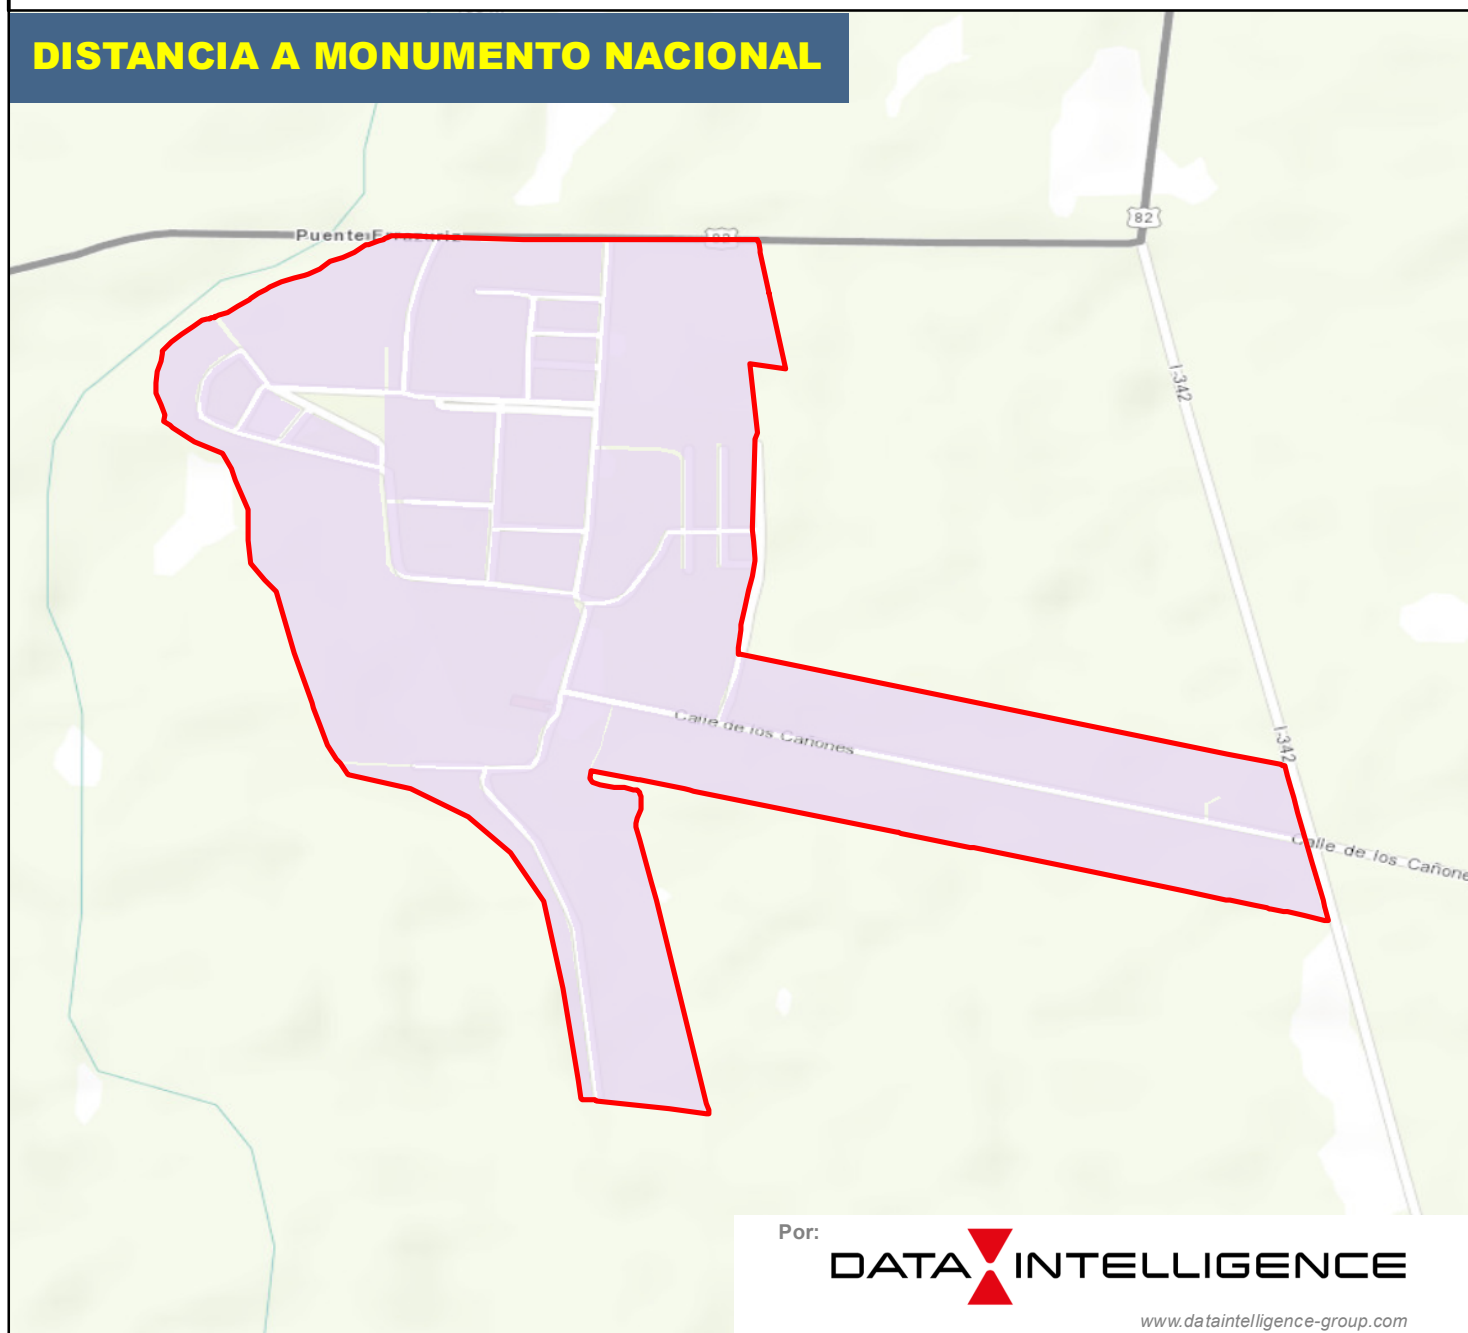 DISTANCIA A MONUMENTO NACIONAL
82
Puente Errazuriz
82
I-342
I-342
Calle de los Cañones
Calle de los Cañone
Por:
DATA INTELLIGENCE
www.dataintelligence-group.com